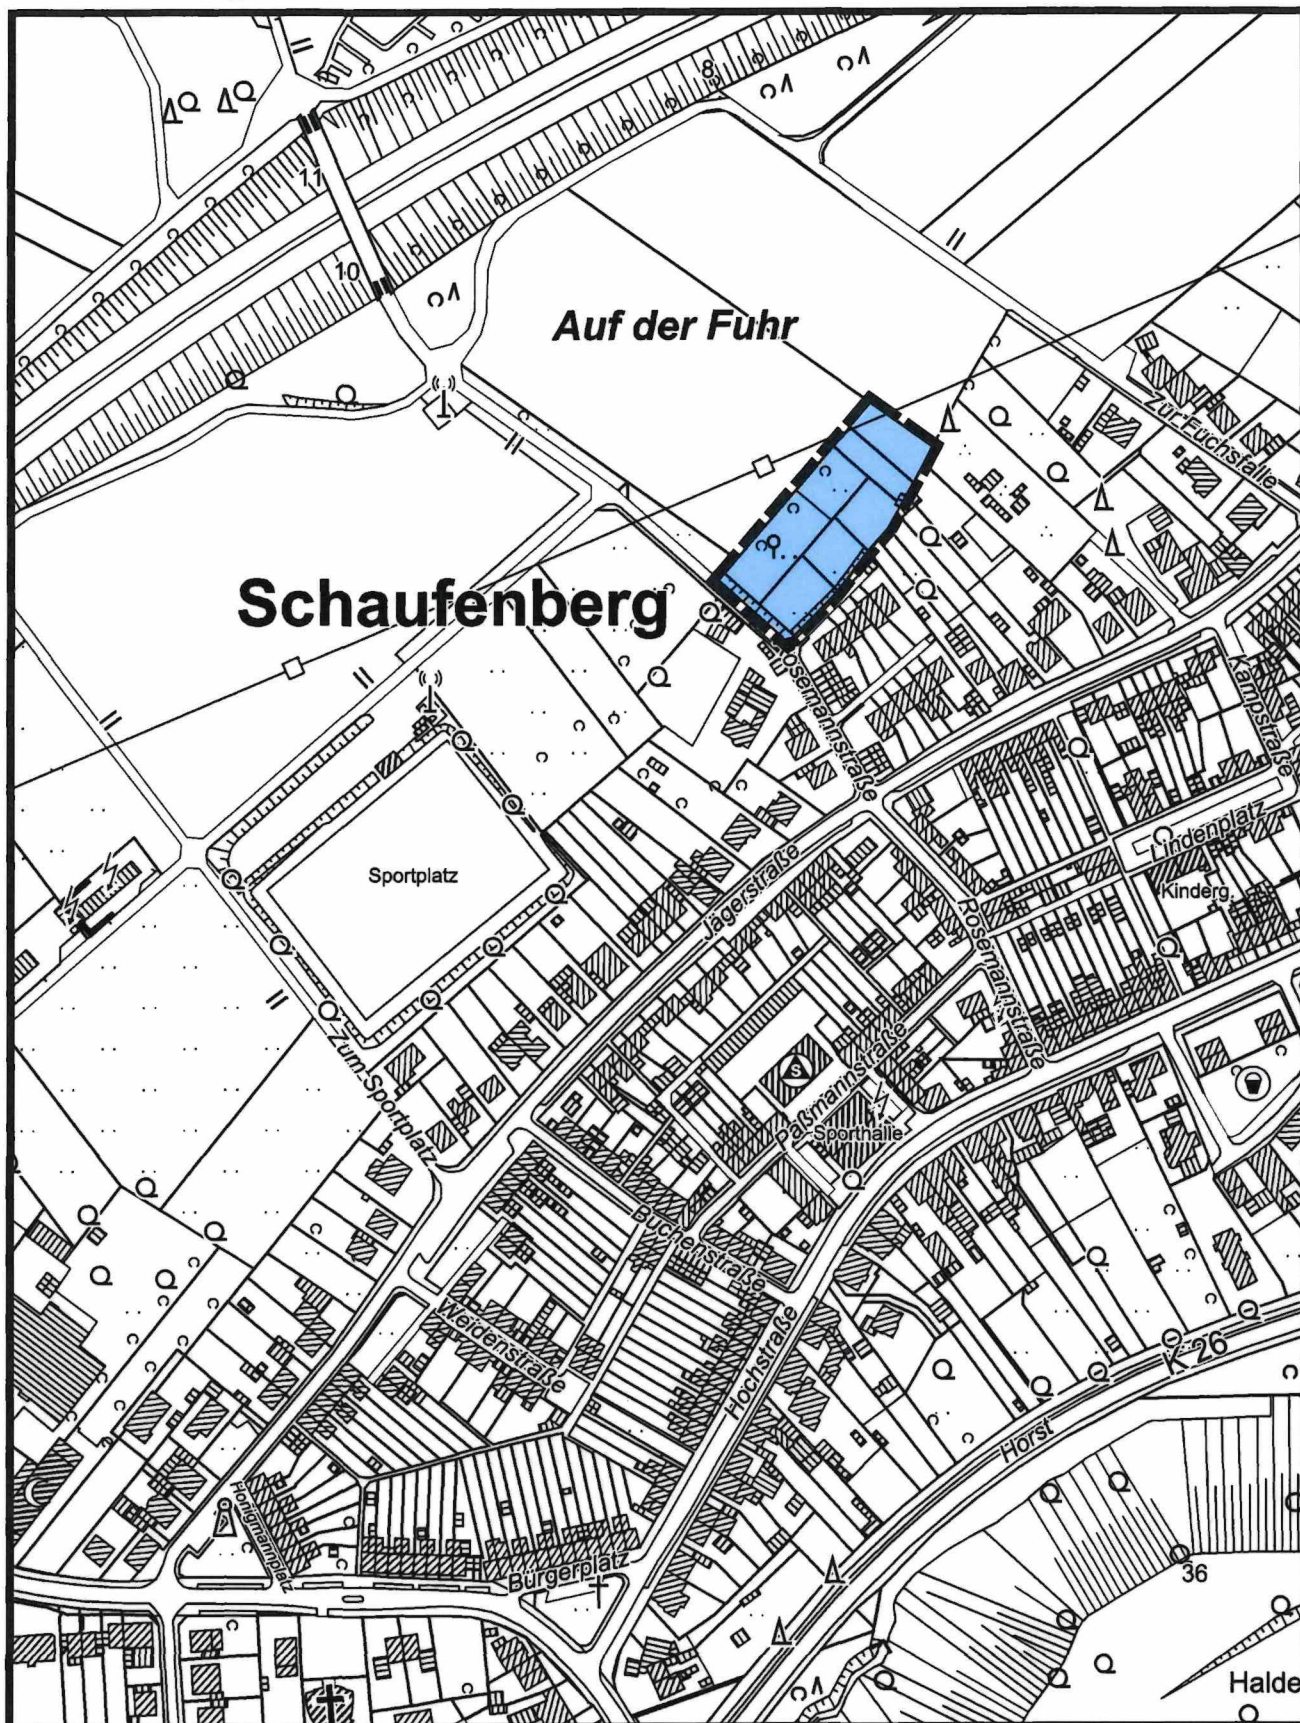 8
11
10
Auf der Fuhr
Zur Fuchsfalle
Schaufenberg
Rosemannstraße
Kampstraße
Lindenplatz
Kinderg.
Sportplatz
Jägerstraße
Rosemannstraße
S
Paßmannstraße
Sporthalle
Zum Sportplatz
Buchenstraße
Weidenstraße
Hochstraße
K 26
Horst
Honigmannplatz
Bürgerplatz
36
Halde